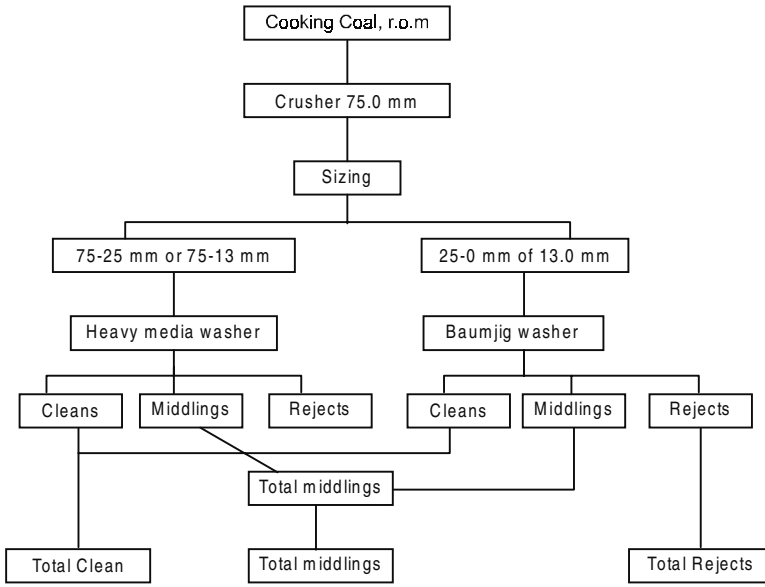 Cooking Coal, r.o.m
Crusher 75.0 mm
Sizing
75-25 mm or 75-13 mm
25-0 mm of 13.0 mm
Heavy media washer
Baumjig washer
Cleans
Middlings
Rejects
Cleans
Middlings
Rejects
Total middlings
Total Clean
Total middlings
Total Rejects